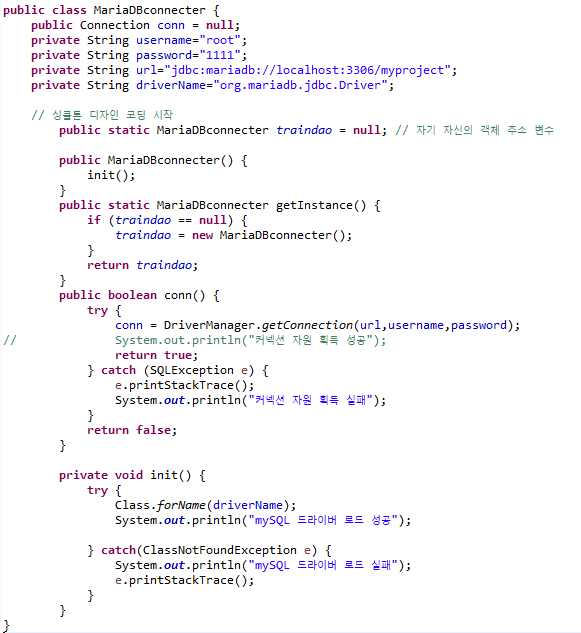 public class MariaDBconnecter {
    public Connection conn = null;
    private String username="root";
    private String password="1111";
    private String url="jdbc:mariadb://localhost:3306/myproject";
    private String driverName="org.mariadb.jdbc.Driver";

    //싱글톤 디자인 코딩 시작
        public static MariaDBconnecter traindao = null; // 자기 자신의 객체 주소 변수

        public MariaDBconnecter() {
            init();
        }
        public static MariaDBconnecter getInstance() {
            if (traindao == null) {
                traindao = new MariaDBconnecter();
            }
            return traindao;
        }
        public boolean conn() {
            try {
                conn = DriverManager.getConnection(url,username,password);
//              System.out.println("커넥션 자원 획득 성공");
                return true;
            } catch (SQLException e) {
                e.printStackTrace();
                System.out.println("커넥션 자원 획득 실패");
            }
            return false;
        }

        private void init() {
            try {
                Class.forName(driverName);
                System.out.println("mySQL 드라이버 로드 성공");

            } catch(ClassNotFoundException e) {
                System.out.println("mySQL 드라이버 로드 실패");
                e.printStackTrace();
            }
        }
}